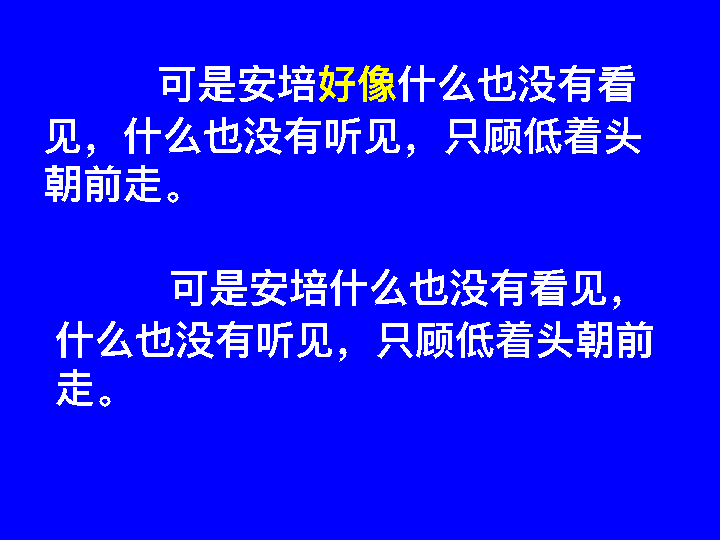 可是安培好像什么也没有看
见，什么也没有听见，只顾低着头
朝前走。
可是安培什么也没有看见，
什么也没有听见，只顾低着头朝前
走。